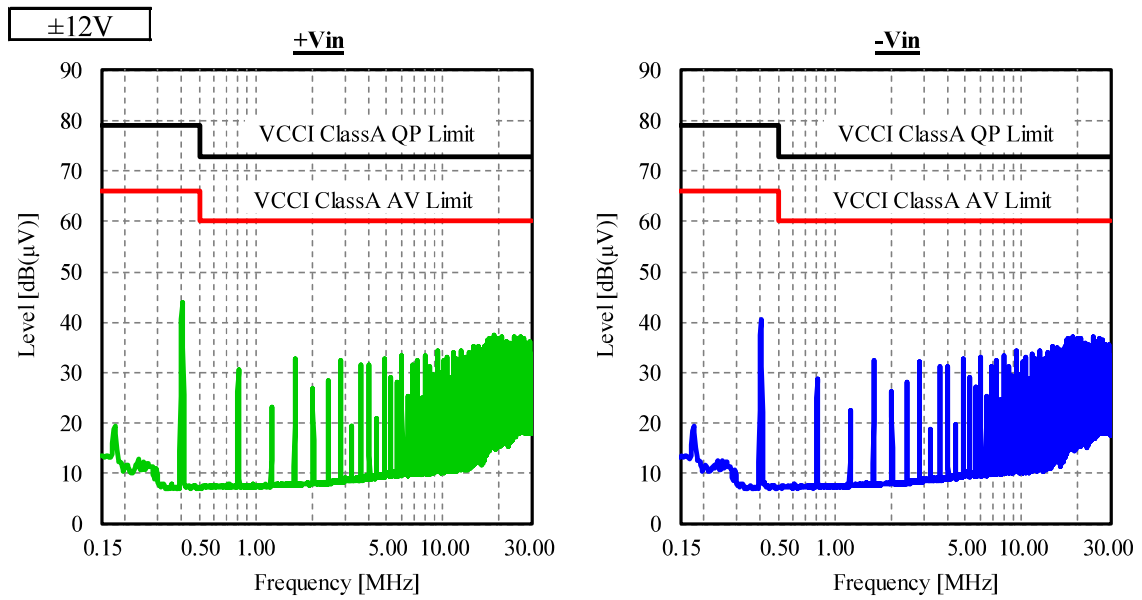 ±12V
+Vin
90
80
70
60
50
40
30
20
10
0
Level [dB(μV)]
VCCI ClassA QP Limit
VCCI ClassA AV Limit
0.15 0.50 1.00 5.00 10.00 30.00
Frequency [MHz]
-Vin
90
80
70
60
50
40
30
20
10
0
Level [dB(μV)]
VCCI ClassA QP Limit
VCCI ClassA AV Limit
0.15 0.50 1.00 5.00 10.00 30.00
Frequency [MHz]